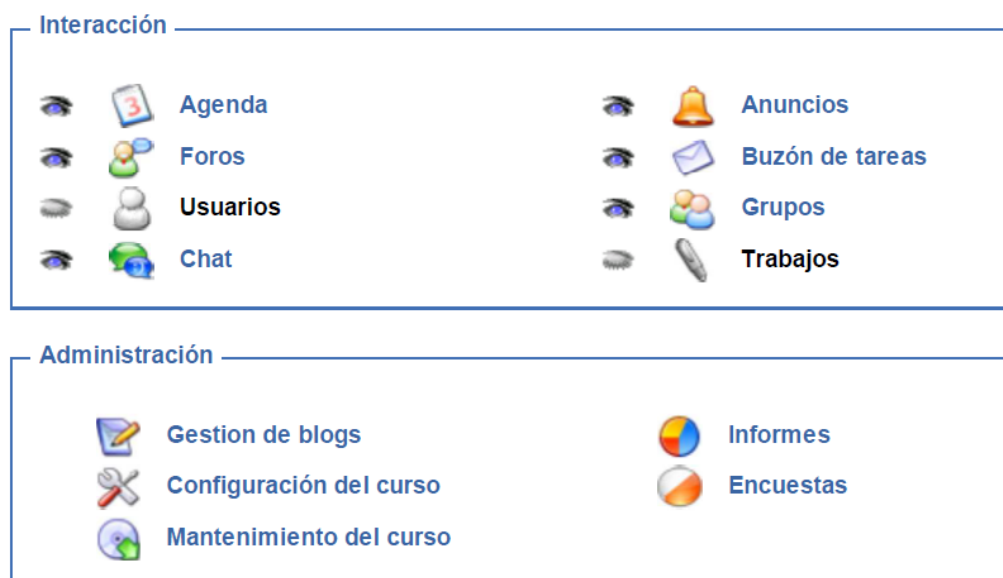 Interacción
Agenda
Anuncios
Foros
Buzón de tareas
Usuarios
Grupos
Chat
Trabajos
Administración
Gestion de blogs
Informes
Configuración del curso
Encuestas
Mantenimiento del curso